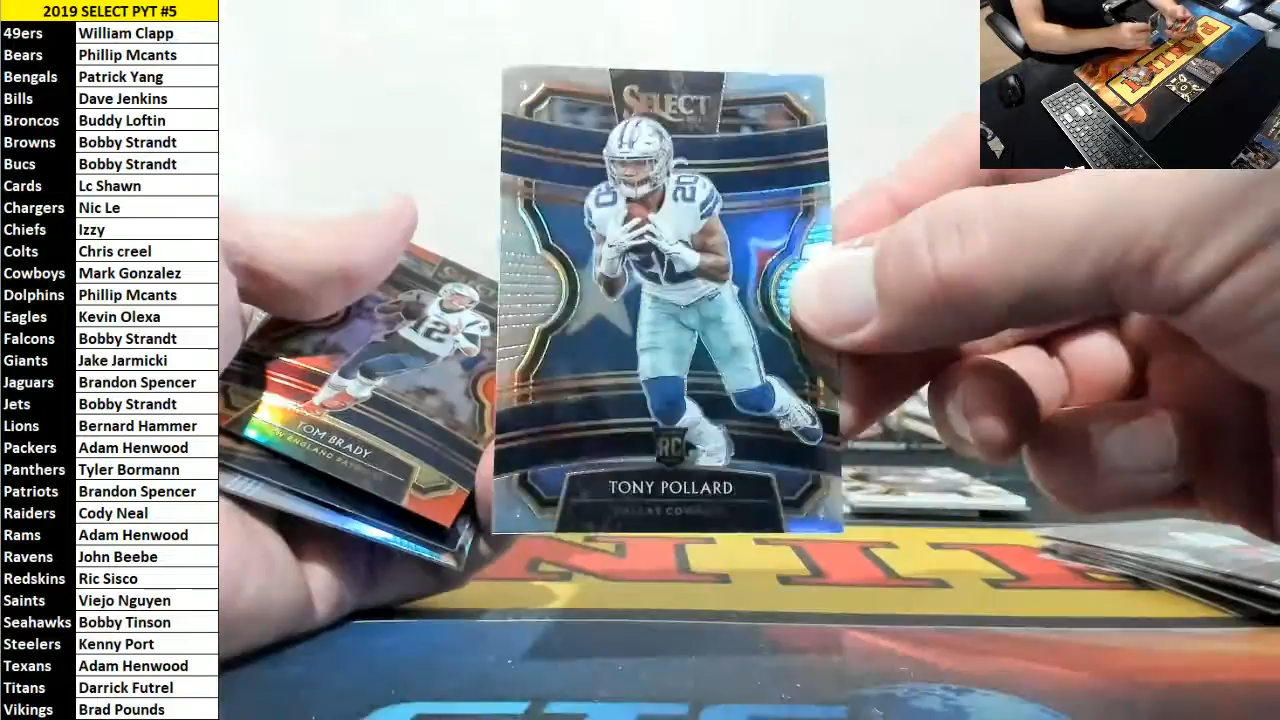 2019 SELECT PYT #5
49ers William Clapp
Bears Phillip Mcants
Bengals Patrick Yang
Bills Dave Jenkins
Broncos Buddy Loftin
Browns Bobby Strandt
Bucs Bobby Strandt
Cards Lc Shawn
Chargers Nic Le
Chiefs Izzy
Colts Chris creel
Cowboys Mark Gonzalez
Dolphins Phillip Mcants
Eagles Kevin Olexa
Falcons Bobby Strandt
Giants Jake Jarmicki
Jaguars Brandon Spencer
Jets Bobby Strandt
Lions Bernard Hammer
Packers Adam Henwood
Panthers Tyler Bormann
Patriots Brandon Spencer
Raiders Cody Neal
Rams Adam Henwood
Ravens John Beebe
Redskins Ric Sisco
Saints Viejo Nguyen
Seahawks Bobby Tinson
Steelers Kenny Port
Texans Adam Henwood
Titans Darrick Futrel
Vikings Brad Pounds
SELECT
20
RC
TONY POLLARD
DALLAS COWBOYS
12
TOM BRADY
NEW ENGLAND PATRIOTS
PANINI